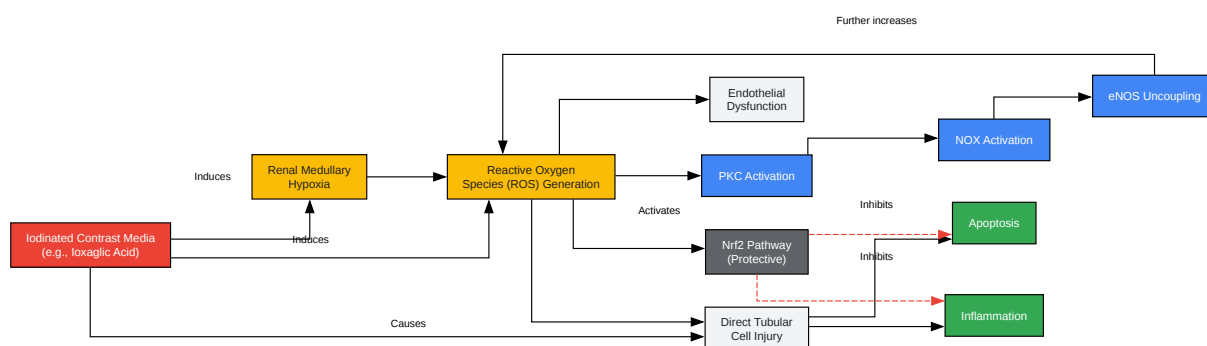 Further increases
Endothelial
Dysfunction
eNOS Uncoupling
NOX Activation
Renal Medullary
Hypoxia
Reactive Oxygen
Species (ROS) Generation
PKC Activation
Induces
Activates
Inhibits
Apoptosis
Iodinated Contrast Media
(e.g., Ioxaglic Acid)
Induces
Nrf2 Pathway
(Protective)
Inhibits
Inflammation
Causes
Direct Tubular
Cell Injury